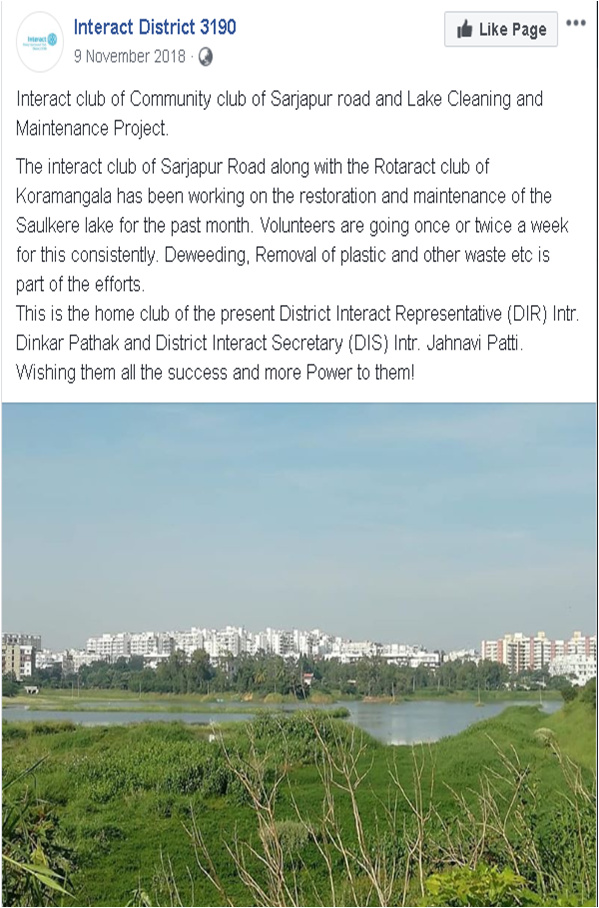 Interact District 3190
Like Page
9 November 2018
Interact
Interact club of Community club of Sarjapur road and Lake Cleaning and
Maintenance Project.
The interact club of Sarjapur Road along with the Rotaract club of
Koramangala has been working on the restoration and maintenance of the
Saulkere lake for the past month. Volunteers are going once or twice a week
for this consistently. Deweeding, Removal of plastic and other waste etc is
part of the efforts.
This is the home club of the present District Interact Representative (DIR) Intr.
Dinkar Pathak and District Interact Secretary (DIS) Intr. Jahnavi Patti.
Wishing them all the success and more Power to them!